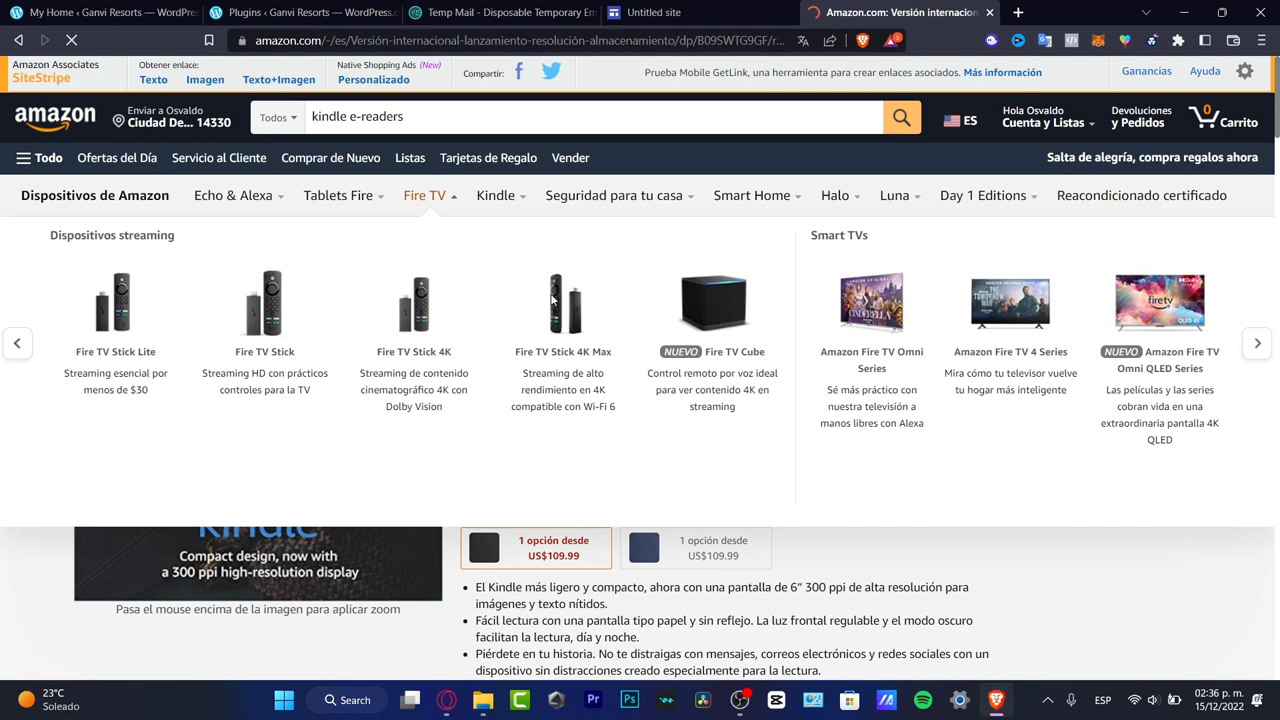 My Home ‹ Ganvi Resorts — WordPres
Plugins ‹ Ganvi Resorts — WordPress.c
Temp Mail - Disposable Temporary Em
Untitled site
Amazon.com: Versión internacion
amazon.com/-/es/Versión-internacional-lanzamiento-resolución-almacenamiento/dp/B09SWTG9GF/r...
Amazon Associates
SiteStripe
Obtener enlace:
Texto Imagen Texto+Imagen
Native Shopping Ads (New)
Personalizado
Compartir:
Prueba Mobile GetLink, una herramienta para crear enlaces asociados. Más información
Ganancias
Ayuda
amazon
Enviar a Osvaldo
Ciudad De... 14330
Todos
kindle e-readers
ES
Hola Osvaldo
Cuenta y Listas
Devoluciones
y Pedidos
0
Carrito
Todo Ofertas del Día Servicio al Cliente Comprar de Nuevo Listas Tarjetas de Regalo Vender
Salta de alegría, compra regalos ahora
Dispositivos de Amazon Echo & Alexa Tablets Fire Fire TV Kindle Seguridad para tu casa Smart Home Halo Luna Day 1 Editions Reacondicionado certificado
Dispositivos streaming
Fire TV Stick Lite
Streaming esencial por
menos de $30
Fire TV Stick
Streaming HD con prácticos
controles para la TV
Fire TV Stick 4K
Streaming de contenido
cinematográfico 4K con
Dolby Vision
Fire TV Stick 4K Max
Streaming de alto
rendimiento en 4K
compatible con Wi-Fi 6
NUEVO Fire TV Cube
Control remoto por voz ideal
para ver contenido 4K en
streaming
Smart TVs
Amazon Fire TV Omni
Series
Sé más práctico con
nuestra televisión a
manos libres con Alexa
Amazon Fire TV 4 Series
Mira cómo tu televisor vuelve
tu hogar más inteligente
NUEVO Amazon Fire TV
Omni QLED Series
Las películas y las series
cobran vida en una
extraordinaria pantalla 4K
QLED
kindle
Compact design, now with
a 300 ppi high-resolution display
Pasa el mouse encima de la imagen para aplicar zoom
1 opción desde
US$109.99
1 opción desde
US$109.99
El Kindle más ligero y compacto, ahora con una pantalla de 6” 300 ppi de alta resolución para
imágenes y texto nítidos.
Fácil lectura con una pantalla tipo papel y sin reflejo. La luz frontal regulable y el modo oscuro
facilitan la lectura, día y noche.
Piérdete en tu historia. No te distraigas con mensajes, correos electrónicos y redes sociales con un
dispositivo sin distracciones creado especialmente para la lectura.
23°C
Soleado
Search
ESP
02:36 p. m.
15/12/2022